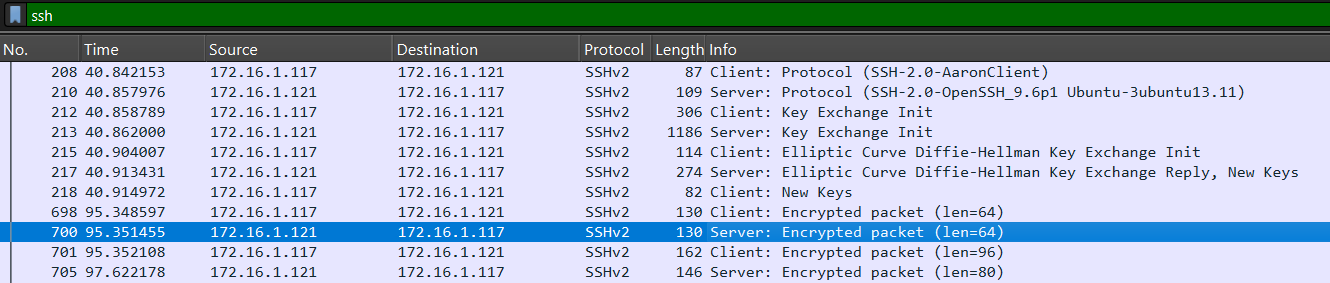 ssh
No. Time Source Destination Protocol Length Info
208 40.842153 172.16.1.117 172.16.1.121 SSHv2 87 Client: Protocol (SSH-2.0-AaronClient)
210 40.857976 172.16.1.121 172.16.1.117 SSHv2 109 Server: Protocol (SSH-2.0-OpenSSH_9.6p1 Ubuntu-3ubuntu13.11)
212 40.858789 172.16.1.117 172.16.1.121 SSHv2 306 Client: Key Exchange Init
213 40.862000 172.16.1.121 172.16.1.117 SSHv2 1186 Server: Key Exchange Init
215 40.904007 172.16.1.117 172.16.1.121 SSHv2 114 Client: Elliptic Curve Diffie-Hellman Key Exchange Init
217 40.913431 172.16.1.121 172.16.1.117 SSHv2 274 Server: Elliptic Curve Diffie-Hellman Key Exchange Reply, New Keys
218 40.914972 172.16.1.117 172.16.1.121 SSHv2 82 Client: New Keys
698 95.348597 172.16.1.117 172.16.1.121 SSHv2 130 Client: Encrypted packet (len=64)
700 95.351455 172.16.1.121 172.16.1.117 SSHv2 130 Server: Encrypted packet (len=64)
701 95.352108 172.16.1.117 172.16.1.121 SSHv2 162 Client: Encrypted packet (len=96)
705 97.622178 172.16.1.121 172.16.1.117 SSHv2 146 Server: Encrypted packet (len=80)